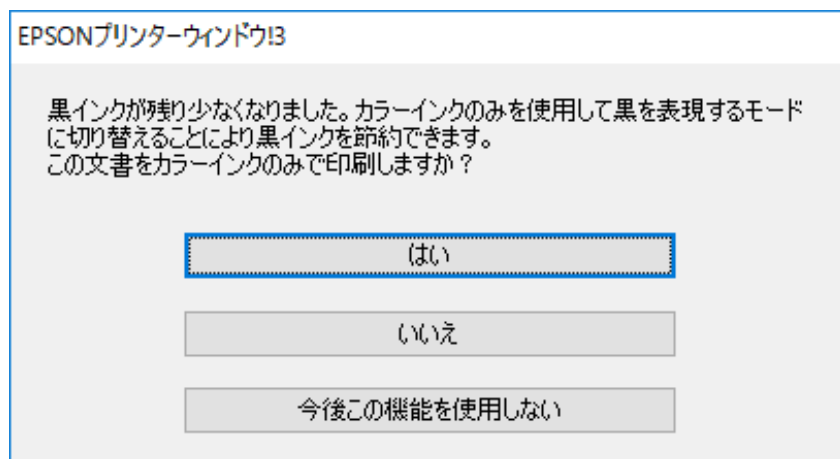 EPSONプリンターウィンドウ!3
黒インクが残り少なくなりました。カラーインクのみを使用して黒を表現するモード
に切り替えることにより黒インクを節約できます。
この文書をカラーインクのみで印刷しますか？
はい
いいえ
今後この機能を使用しない